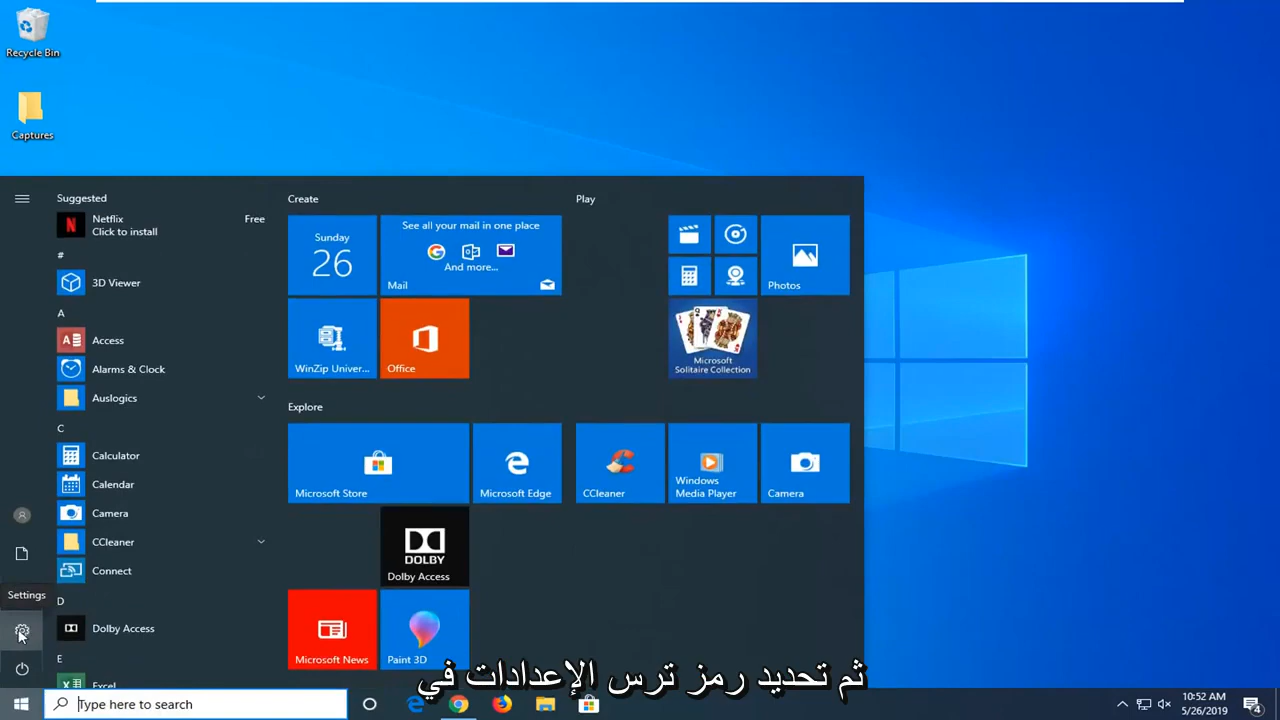 Recycle Bin
Captures
Suggested
Netflix
Free
Click to install
#
3D Viewer
A
Access
Alarms & Clock
Auslogics
C
Calculator
Calendar
Camera
CCleaner
Connect
Settings
D
Dolby Access
E
Excel
Create
Sunday
26
See all your mail in one place
And more...
Mail
WinZip Univer...
Office
Play
Photos
Microsoft
Solitaire Collection
Explore
Microsoft Store
Microsoft Edge
CCleaner
Windows
Media Player
Camera
DOLBY
Dolby Access
Microsoft News
Paint 3D
ثم تحديد رمز ترس الإعدادات في
Type here to search
10:52 AM
5/26/2019
4